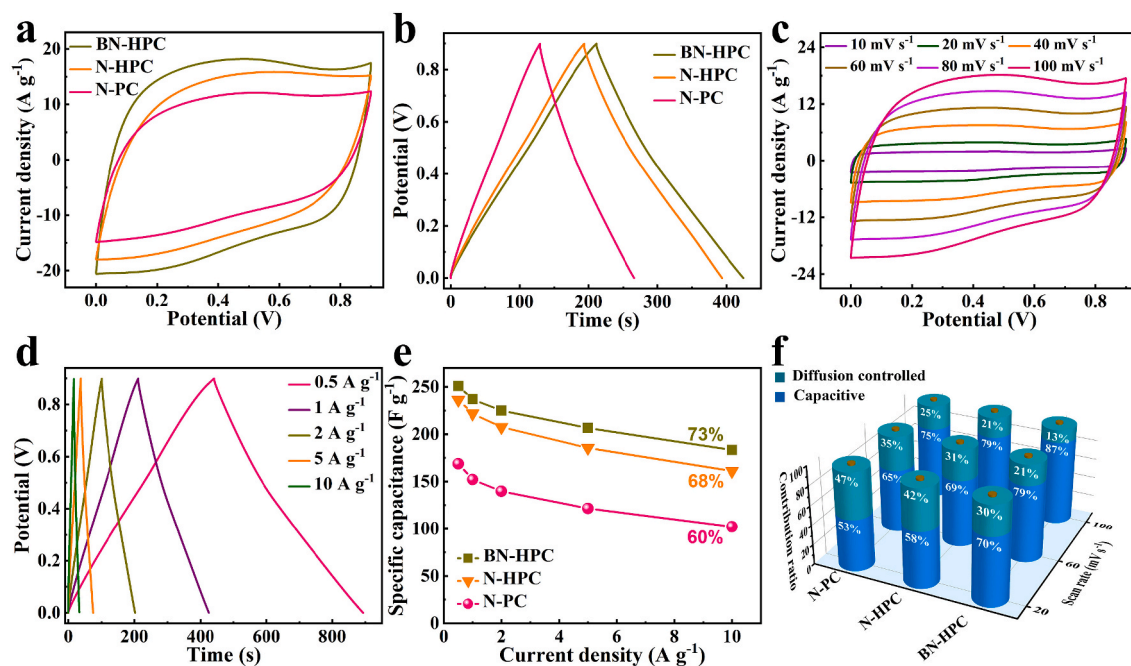 a
BN-HPC
N-HPC
N-PC
20
10
0
-10
-20
0.0 0.2 0.4 0.6 0.8
Current density (A g⁻¹)
Potential (V)
b
BN-HPC
N-HPC
N-PC
0.8
0.6
0.4
0.2
0.0
0 100 200 300 400
Potential (V)
Time (s)
c
10 mV s⁻¹ 20 mV s⁻¹ 40 mV s⁻¹
60 mV s⁻¹ 80 mV s⁻¹ 100 mV s⁻¹
24
12
0
-12
-24
0.0 0.2 0.4 0.6 0.8
Current density (A g⁻¹)
Potential (V)
d
0.5 A g⁻¹
1 A g⁻¹
2 A g⁻¹
5 A g⁻¹
10 A g⁻¹
0.8
0.6
0.4
0.2
0.0
0 200 400 600 800
Potential (V)
Time (s)
e
250
200
150
100
50
0
73%
68%
60%
BN-HPC
N-HPC
N-PC
0 2 4 6 8 10
Specific capacitance (F g⁻¹)
Current density (A g⁻¹)
f
Diffusion controlled
Capacitive
25% 21% 13%
75% 79% 87%
35% 31% 21%
65% 69% 79%
47% 42% 30%
53% 58% 70%
100
80
60
40
20
0
Contribution ratio
N-PC
N-HPC
BN-HPC
20
60
100
Scan rate (mV s⁻¹)